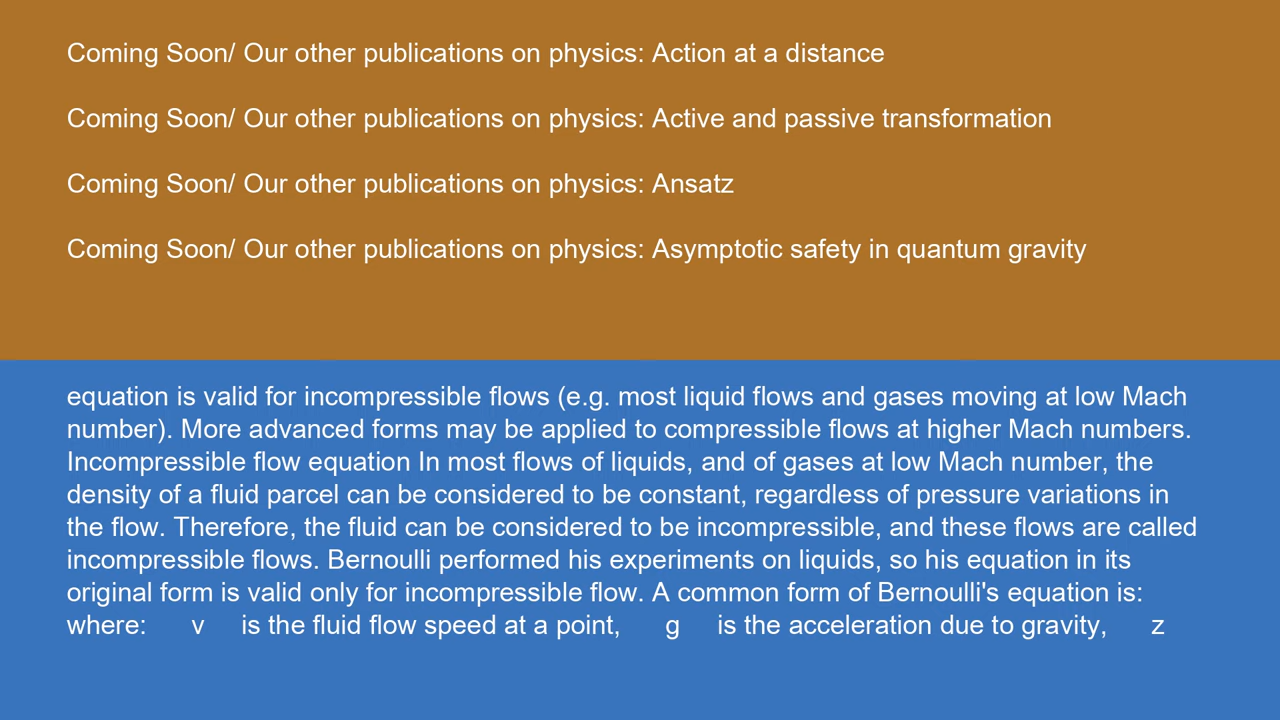 Coming Soon/ Our other publications on physics: Action at a distance
Coming Soon/ Our other publications on physics: Active and passive transformation
Coming Soon/ Our other publications on physics: Ansatz
Coming Soon/ Our other publications on physics: Asymptotic safety in quantum gravity
equation is valid for incompressible flows (e.g. most liquid flows and gases moving at low Mach
number). More advanced forms may be applied to compressible flows at higher Mach numbers.
Incompressible flow equation In most flows of liquids, and of gases at low Mach number, the
density of a fluid parcel can be considered to be constant, regardless of pressure variations in
the flow. Therefore, the fluid can be considered to be incompressible, and these flows are called
incompressible flows. Bernoulli performed his experiments on liquids, so his equation in its
original form is valid only for incompressible flow. A common form of Bernoulli's equation is:
where: v is the fluid flow speed at a point, g is the acceleration due to gravity, z